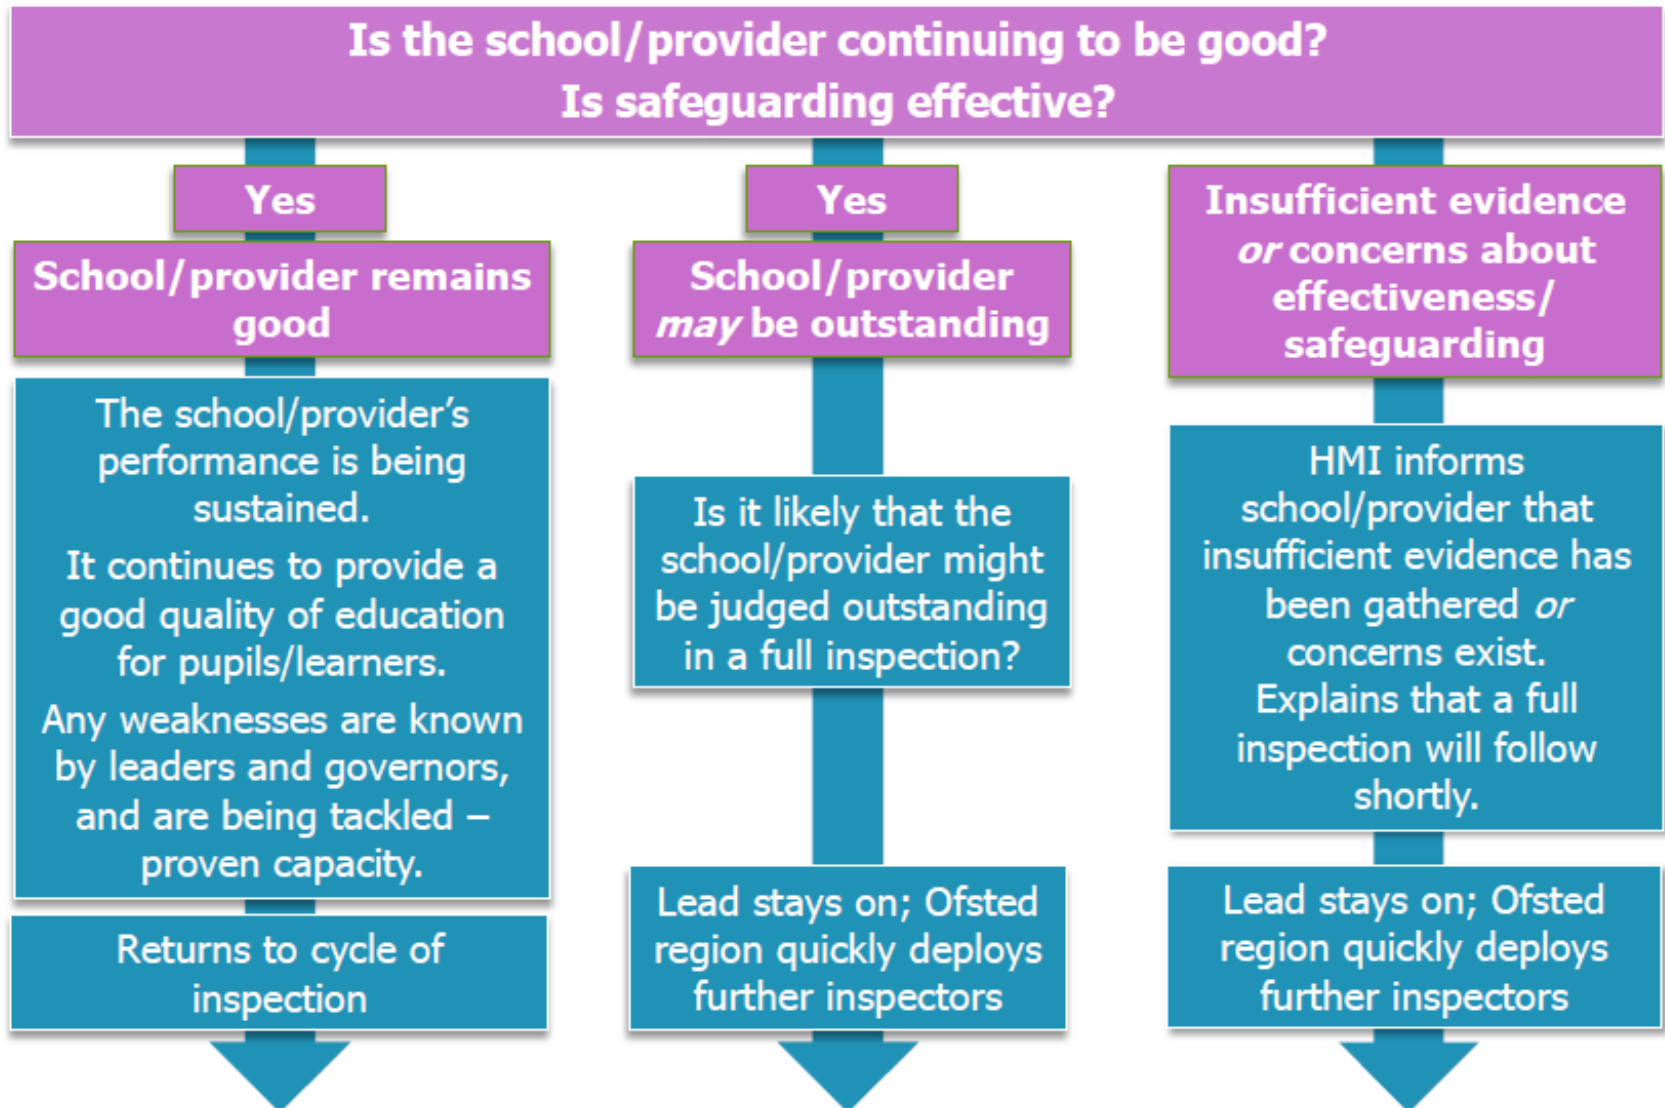 Is the school/provider continuing to be good?
Is safeguarding effective?
Yes
School/provider remains
good
The school/provider’s
performance is being
sustained.
It continues to provide a
good quality of education
for pupils/learners.
Any weaknesses are known
by leaders and governors,
and are being tackled –
proven capacity.
Returns to cycle of
inspection
Yes
School/provider
may be outstanding
Is it likely that the
school/provider might
be judged outstanding
in a full inspection?
Lead stays on; Ofsted
region quickly deploys
further inspectors
Insufficient evidence
or concerns about
effectiveness/
safeguarding
HMI informs
school/provider that
insufficient evidence has
been gathered or
concerns exist.
Explains that a full
inspection will follow
shortly.
Lead stays on; Ofsted
region quickly deploys
further inspectors